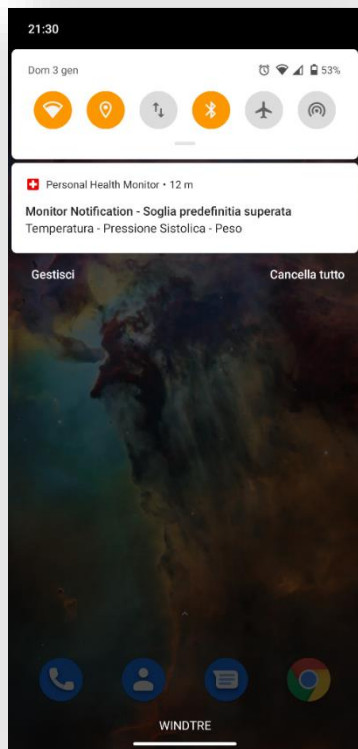 21:30
Dom 3 gen 53%
Personal Health Monitor • 12 m
Monitor Notification - Soglia predefinitia superata
Temperatura - Pressione Sistolica - Peso
Gestisci Cancella tutto
WINDTRE